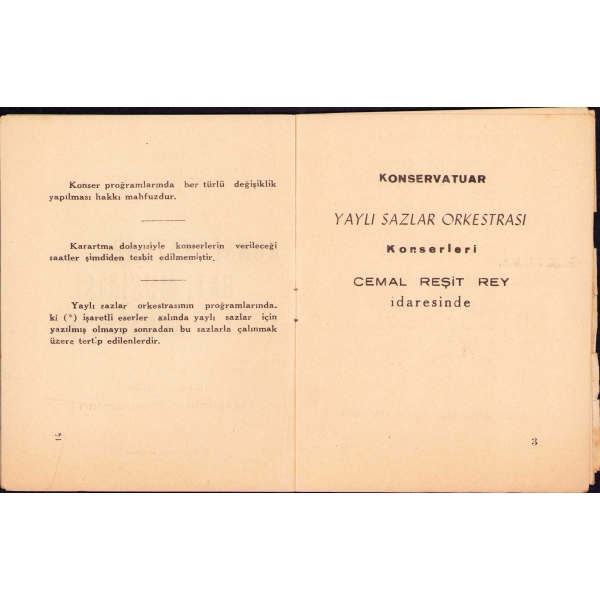 Konser proğramlarında her türlü değişiklik
yapılması hakkı mahfuzdur.
Karartma dolayısiyle konserlerin verileceği
saatler şimdiden tesbit edilmemiştir.
Yaylı sazlar orkestrasının proğramlarında.
ki (*) işaretli eserler aslında yaylı sazlar için
yazılmış olmayıp sonradan bu sazlarla çalınmak
üzere tertip edilenlerdir.
2
KONSERVATUAR
YAYLI SAZLAR ORKESTRASI
Konserleri
CEMAL REŞİT REY
idaresinde
3